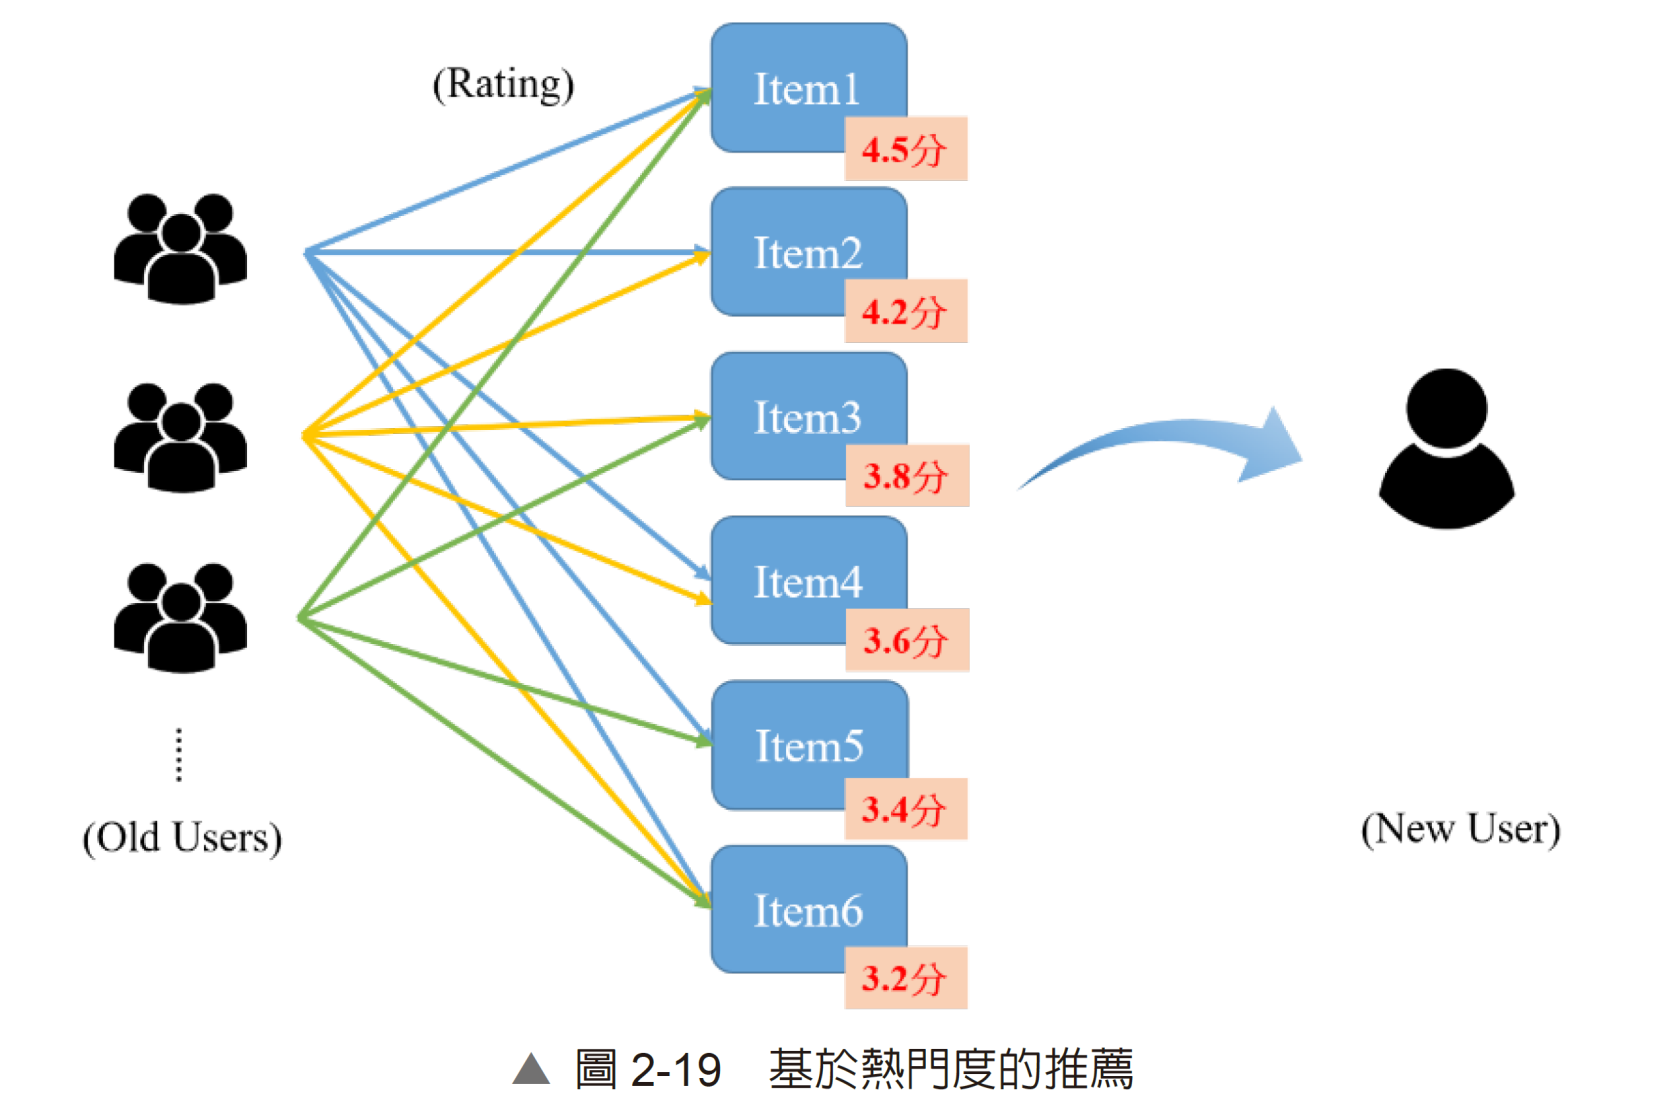 (Rating)
Item1
4.5分
Item2
4.2分
Item3
3.8分
Item4
3.6分
Item5
3.4分
Item6
3.2分
(Old Users)
(New User)
▲ 圖 2-19 基於熱門度的推薦